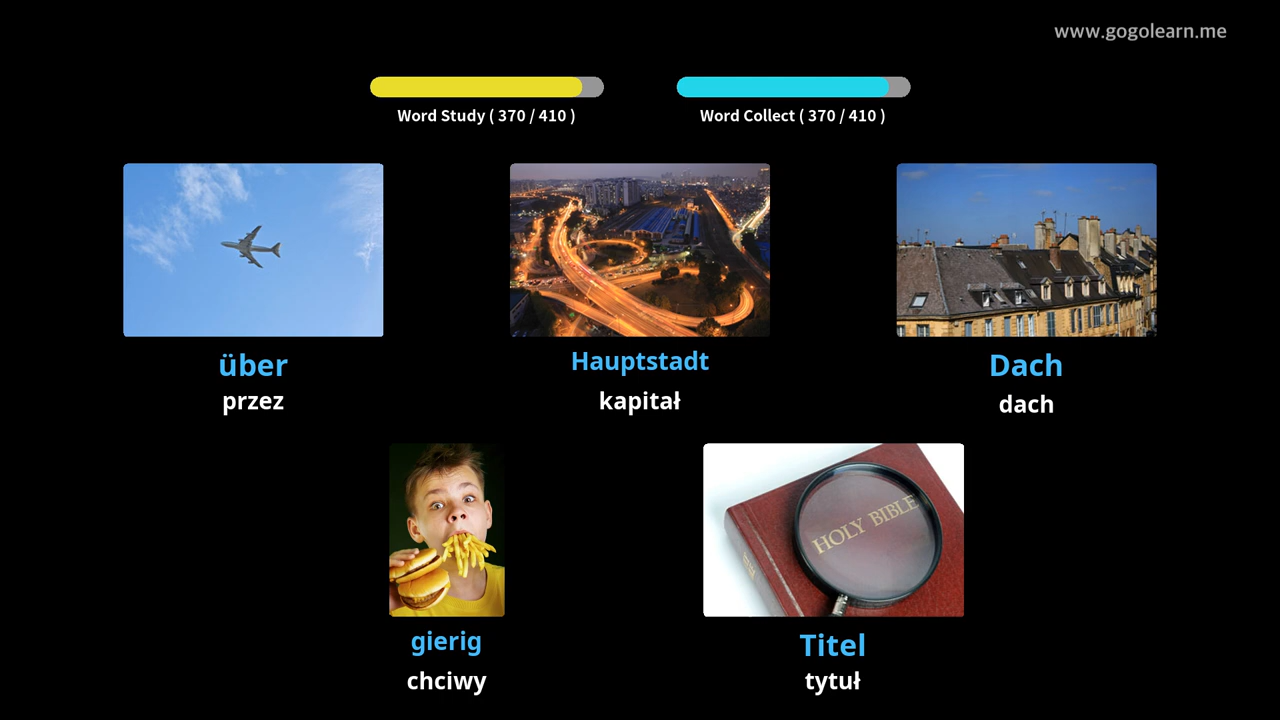 www.gogolearn.me
Word Study ( 370 / 410 )
Word Collect ( 370 / 410 )
über
przez
Hauptstadt
kapitał
Dach
dach
HOLY BIBLE
gierig
chciwy
Titel
tytuł